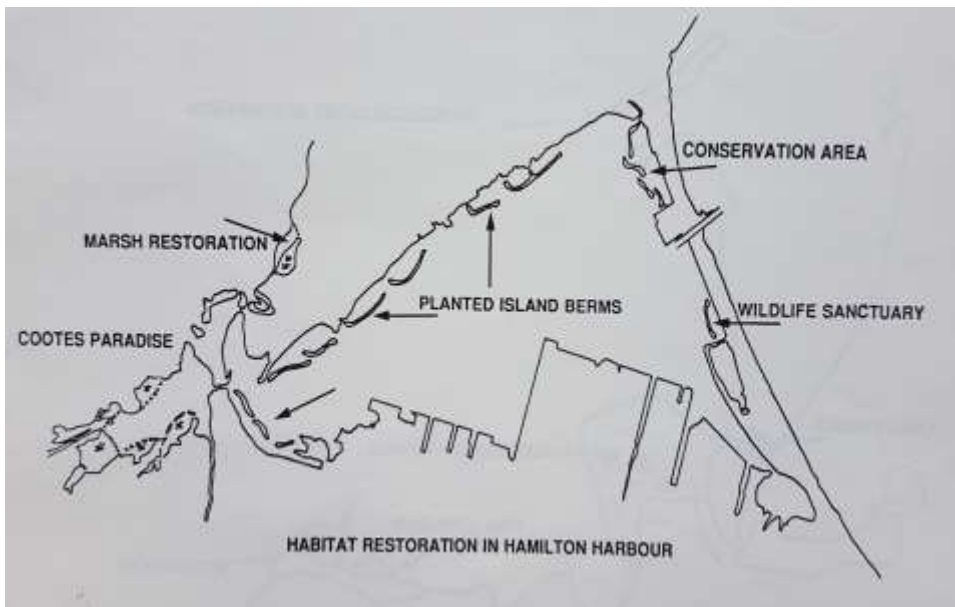 CONSERVATION AREA
MARSH RESTORATION
PLANTED ISLAND BERMS
WILDLIFE SANCTUARY
COOTES PARADISE
HABITAT RESTORATION IN HAMILTON HARBOUR